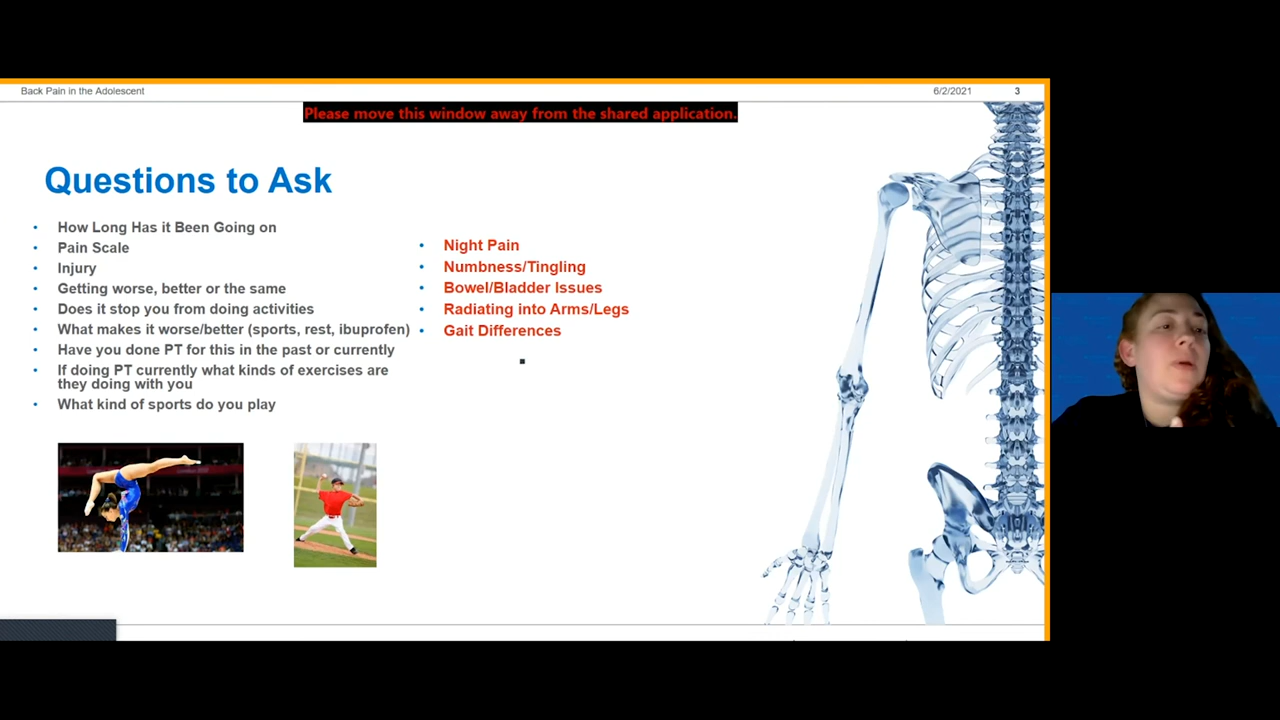 Back Pain in the Adolescent
6/2/2021
3
Please move this window away from the shared application.
Questions to Ask
• How Long Has it Been Going on
• Pain Scale
• Injury
• Getting worse, better or the same
• Does it stop you from doing activities
• What makes it worse/better (sports, rest, ibuprofen)
• Have you done PT for this in the past or currently
• If doing PT currently what kinds of exercises are
they doing with you
• What kind of sports do you play
• Night Pain
• Numbness/Tingling
• Bowel/Bladder Issues
• Radiating into Arms/Legs
• Gait Differences